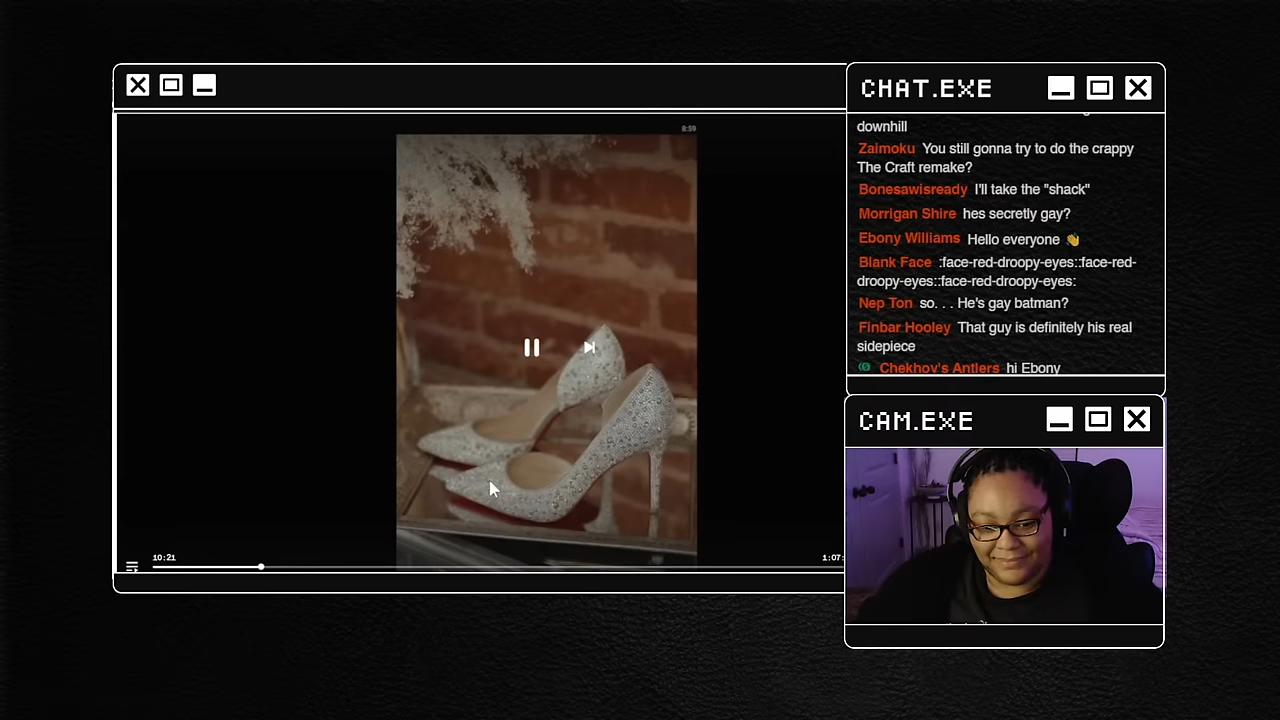 8:59
10:21
1:07:
CHAT.EXE
downhill
Zaimoku You still gonna try to do the crappy
The Craft remake?
Bonesawisready I'll take the "shack"
Morrigan Shire hes secretly gay?
Ebony Williams Hello everyone 👋
Blank Face :face-red-droopy-eyes::face-red-
droopy-eyes::face-red-droopy-eyes:
Nep Ton so. . . He's gay batman?
Finbar Hooley That guy is definitely his real
sidepiece
Chekhov's Antlers hi Ebony
CAM.EXE